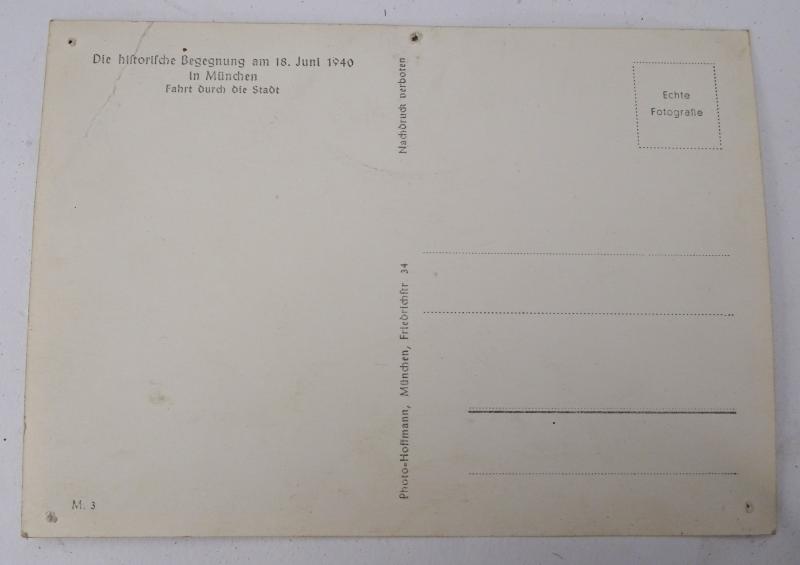 Die hiſtoriſche Begegnung am 18. Juni 1940
in München
Fahrt durch die Stadt
Nachdruck verboten
Echte
Fotografie
Photo=Hoffmann, München, Friedrichſtr 34
M. 3